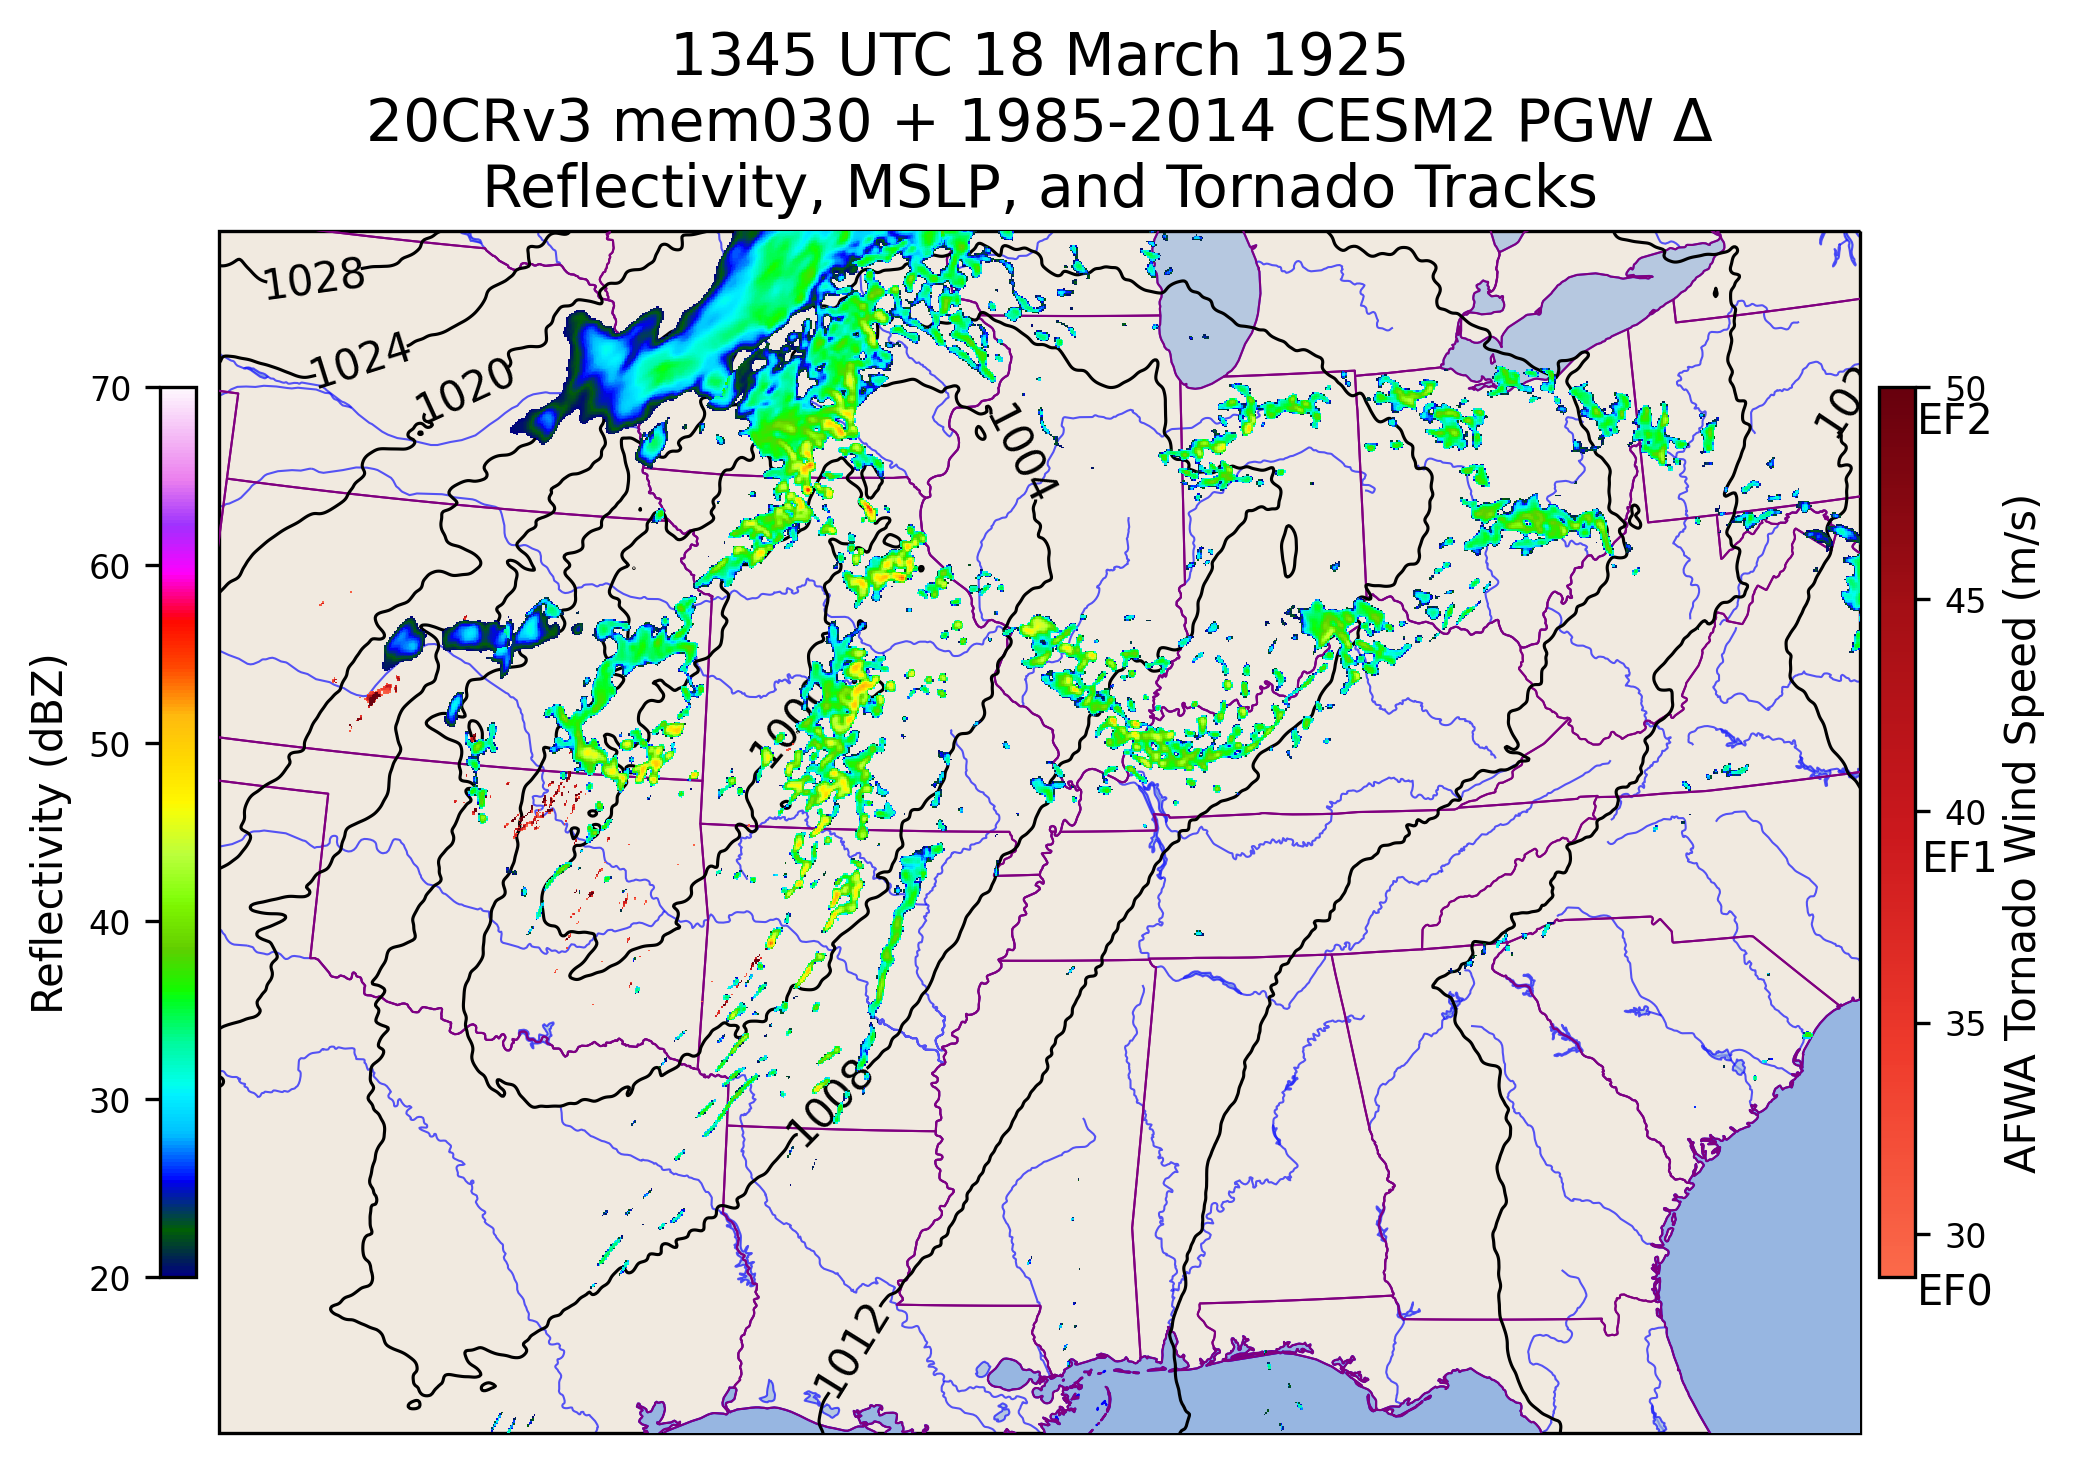 1345 UTC 18 March 1925
20CRv3 mem030 + 1985-2014 CESM2 PGW Δ
Reflectivity, MSLP, and Tornado Tracks
1028
1024
1020
1004
1008
1012
70
60
50
40
30
20
Reflectivity (dBZ)
50
EF2
45
40
EF1
35
30
EF0
AFWA Tornado Wind Speed (m/s)